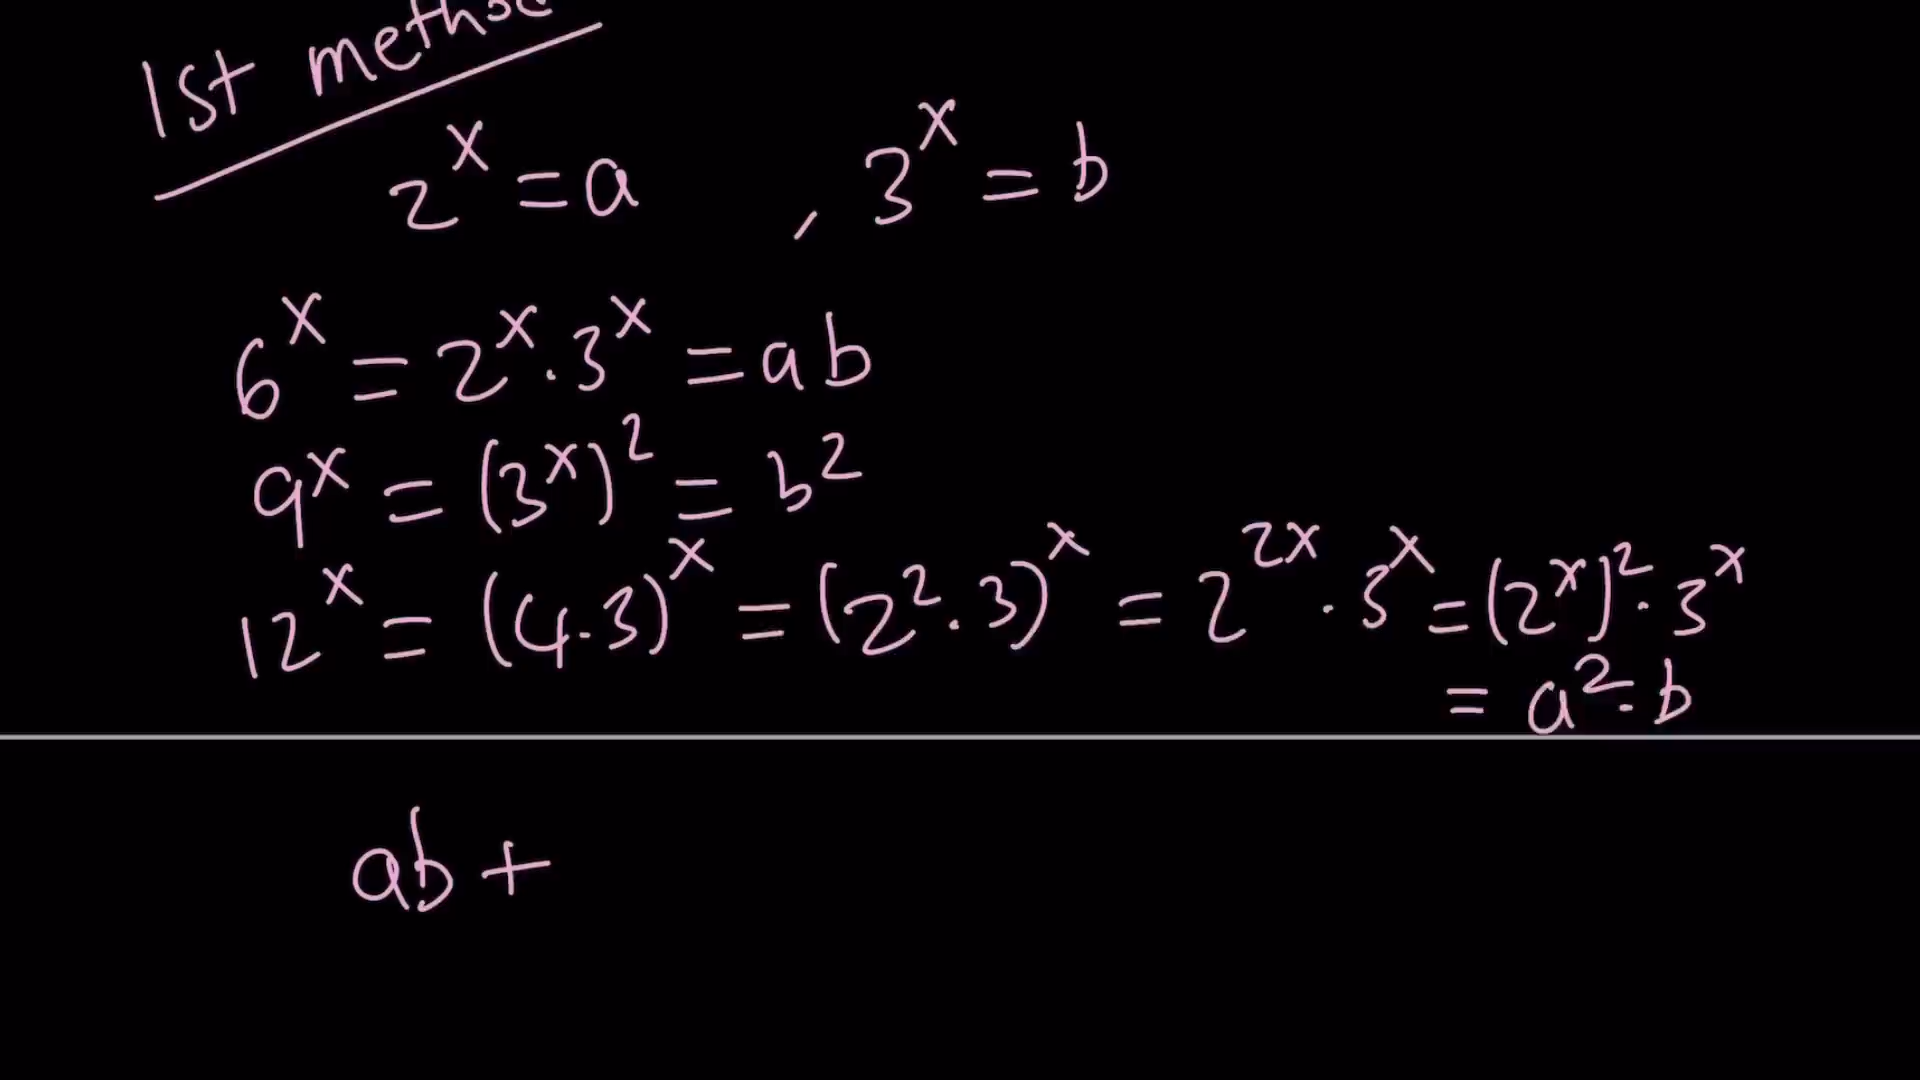 1st method
2^x = a , 3^x = b
6^x = 2^x · 3^x = ab
9^x = (3^x)^2 = b^2
12^x = (4·3)^x = (2^2·3)^x = 2^{2x} · 3^x = (2^x)^2 · 3^x
= a^2 · b
ab +